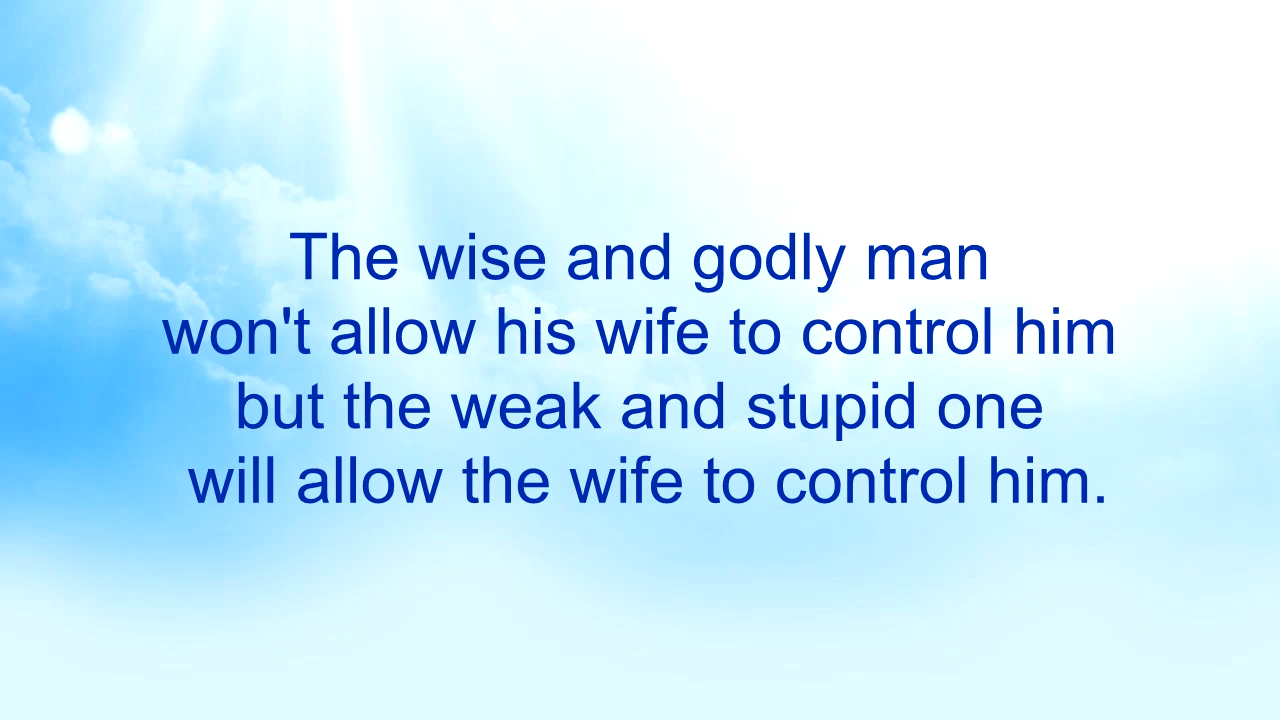 The wise and godly man
won't allow his wife to control him
but the weak and stupid one
will allow the wife to control him.